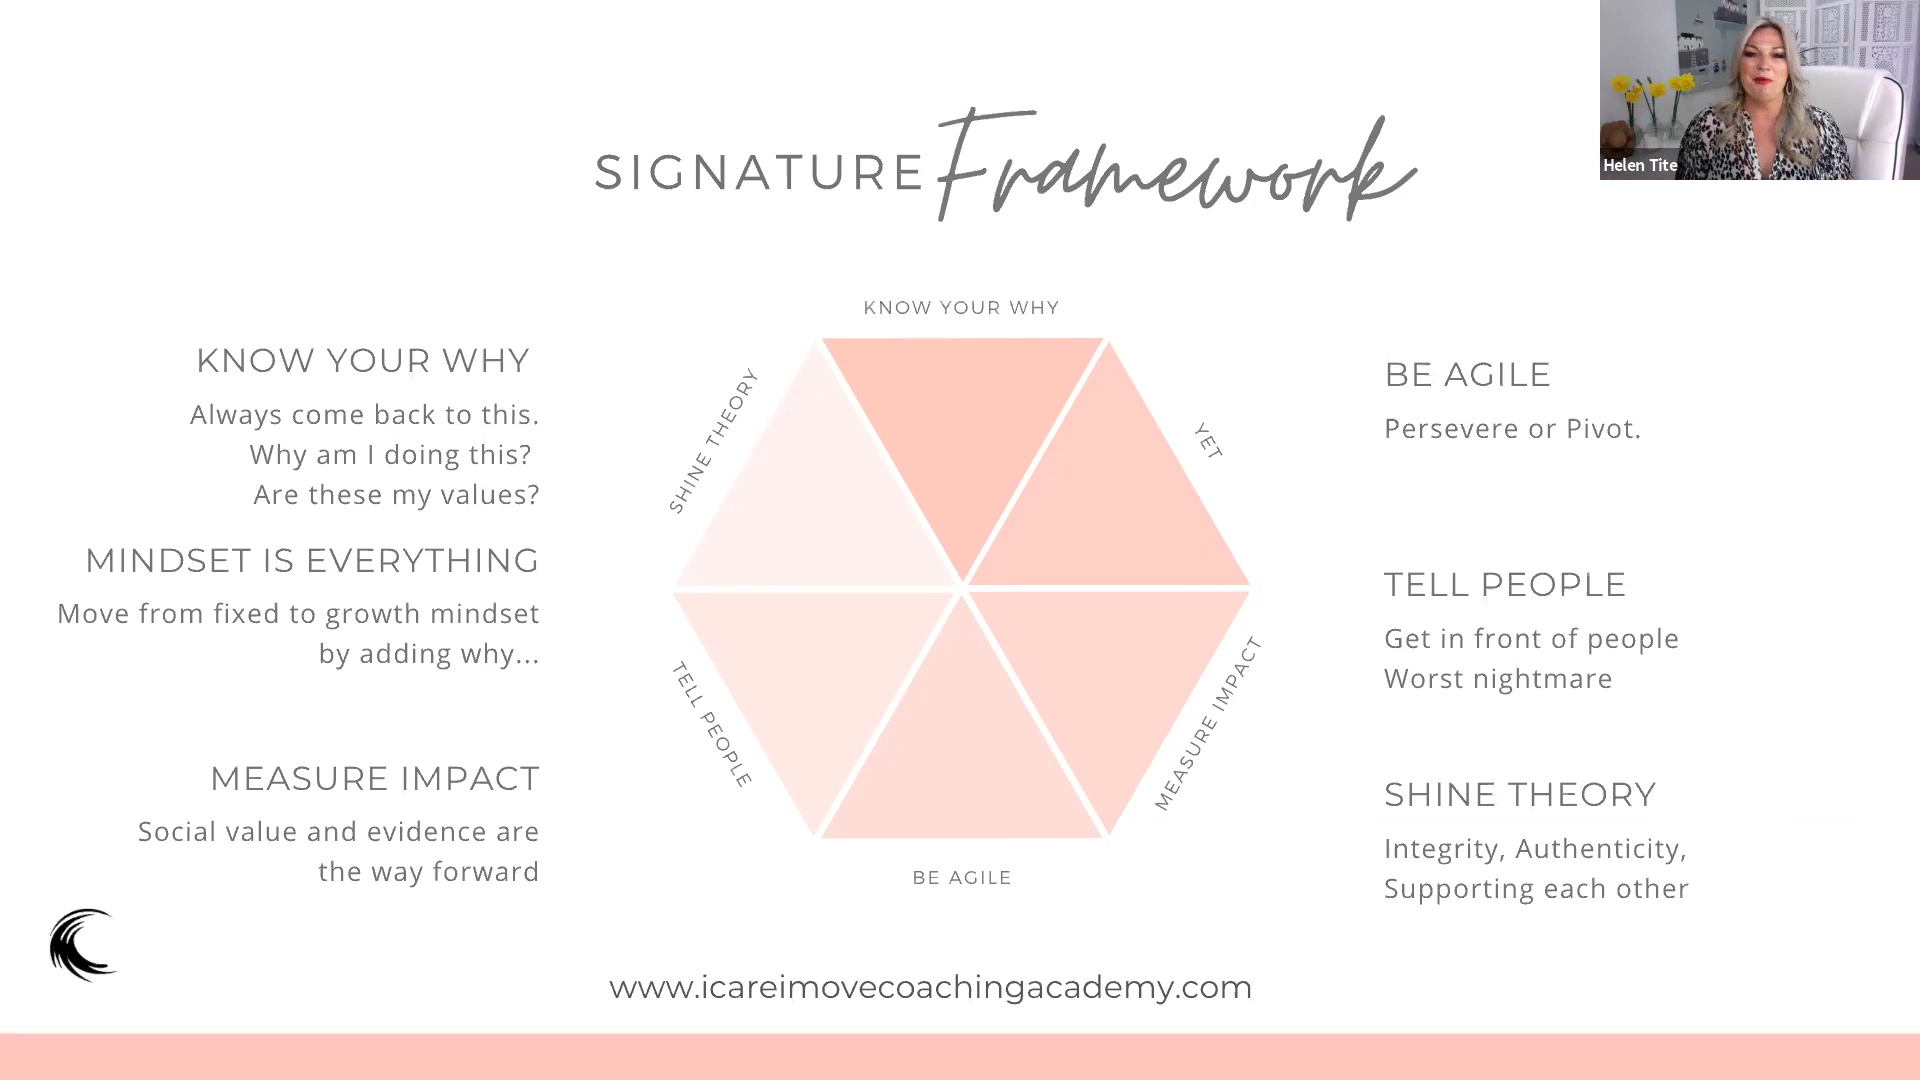 SIGNATURE Framework
Helen Tite
KNOW YOUR WHY
Always come back to this.
Why am I doing this?
Are these my values?
MINDSET IS EVERYTHING
Move from fixed to growth mindset
by adding why...
MEASURE IMPACT
Social value and evidence are
the way forward
KNOW YOUR WHY
YET
MEASURE IMPACT
BE AGILE
TELL PEOPLE
SHINE THEORY
BE AGILE
Persevere or Pivot.
TELL PEOPLE
Get in front of people
Worst nightmare
SHINE THEORY
Integrity, Authenticity,
Supporting each other
www.icareimovecoachingacademy.com